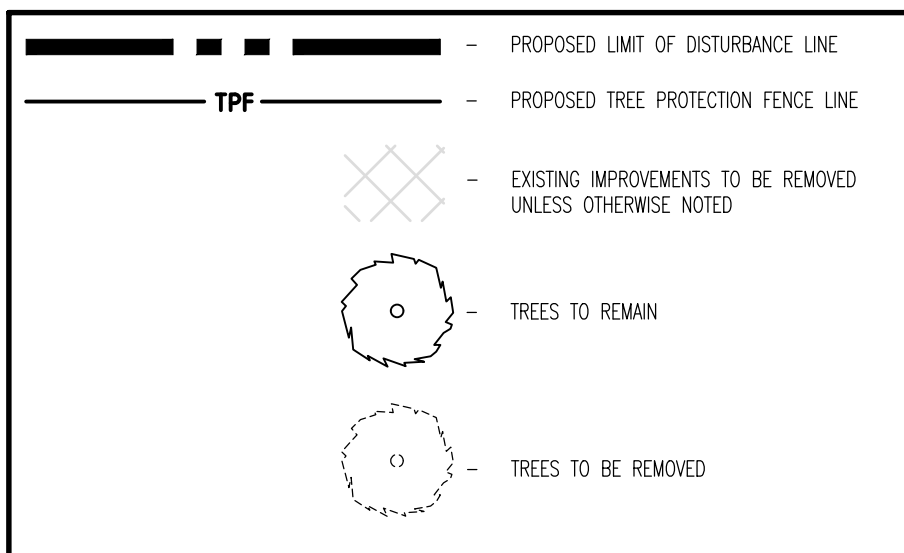 - PROPOSED LIMIT OF DISTURBANCE LINE
TPF - PROPOSED TREE PROTECTION FENCE LINE
- EXISTING IMPROVEMENTS TO BE REMOVED
UNLESS OTHERWISE NOTED
- TREES TO REMAIN
- TREES TO BE REMOVED